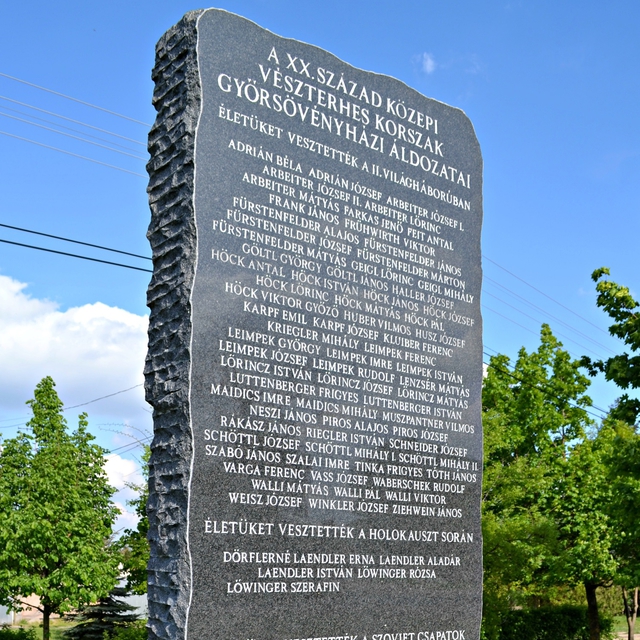 A XX. SZÁZAD KÖZEPI
VÉSZTERHES KORSZAK
GYŐRSÖVÉNYHÁZI ÁLDOZATAI
ÉLETÜKET VESZTETTÉK A II. VILÁGHÁBORÚBAN
ADRIÁN BÉLA ADRIÁN JÓZSEF ARBEITER JÓZSEF I.
ARBEITER JÓZSEF II. ARBEITER LŐRINC
ARBEITER MÁTYÁS FARKAS JENŐ FEIT ANTAL
FRANK JÁNOS FRÜHWIRTH VIKTOR
FÜRSTENFELDER ALAJOS FÜRSTENFELDER JÁNOS
FÜRSTENFELDER JÓZSEF FÜRSTENFELDER MÁRTON
FÜRSTENFELDER MÁTYÁS GEIGL LŐRINC GEIGL MIHÁLY
GÖLTL GYÖRGY GÖLTL JÁNOS HALLER JÓZSEF
HÖCK ANTAL HÖCK ISTVÁN HÖCK JÁNOS HÖCK JÓZSEF
HÖCK LŐRINC HÖCK MÁTYÁS HÖCK PÁL
HÖCK VIKTOR GYŐZŐ HUBER VILMOS HUSZ JÓZSEF
KARPF EMIL KARPF JÓZSEF KLUIBER FERENC
KRIEGLER MIHÁLY LEIMPEK FERENC
LEIMPEK GYÖRGY LEIMPEK IMRE LEIMPEK ISTVÁN
LEIMPEK JÓZSEF LEIMPEK RUDOLF LENZSÉR MÁTYÁS
LŐRINCZ ISTVÁN LŐRINCZ JÓZSEF LŐRINCZ MÁTYÁS
LUTTENBERGER FRIGYES LUTTENBERGER ISTVÁN
MAIDICS IMRE MAIDICS MIHÁLY MUSZPANTNER VILMOS
NESZI JÁNOS PIROS ALAJOS PIROS JÓZSEF
RÁKÁSZ JÁNOS RIEGLER ISTVÁN SCHNEIDER JÓZSEF
SCHÖTTL JÓZSEF SCHÖTTL MIHÁLY I. SCHÖTTL MIHÁLY II.
SZABÓ JÁNOS SZALAI IMRE TINKA FRIGYES TÓTH JÁNOS
VARGA FERENC VASS JÓZSEF WABERSCHEK RUDOLF
WALLI MÁTYÁS WALLI PÁL WALLI VIKTOR
WEISZ JÓZSEF WINKLER JÓZSEF ZIEHWEIN JÁNOS
ÉLETÜKET VESZTETTÉK A HOLOKAUSZT SORÁN
DÖRFLERNÉ LAENDLER ERNA LAENDLER ALADÁR
LAENDLER ISTVÁN LÖWINGER RÓZSA
LÖWINGER SZERAFIN
VESZTETTÉK A SZOVJET CSAPATOK